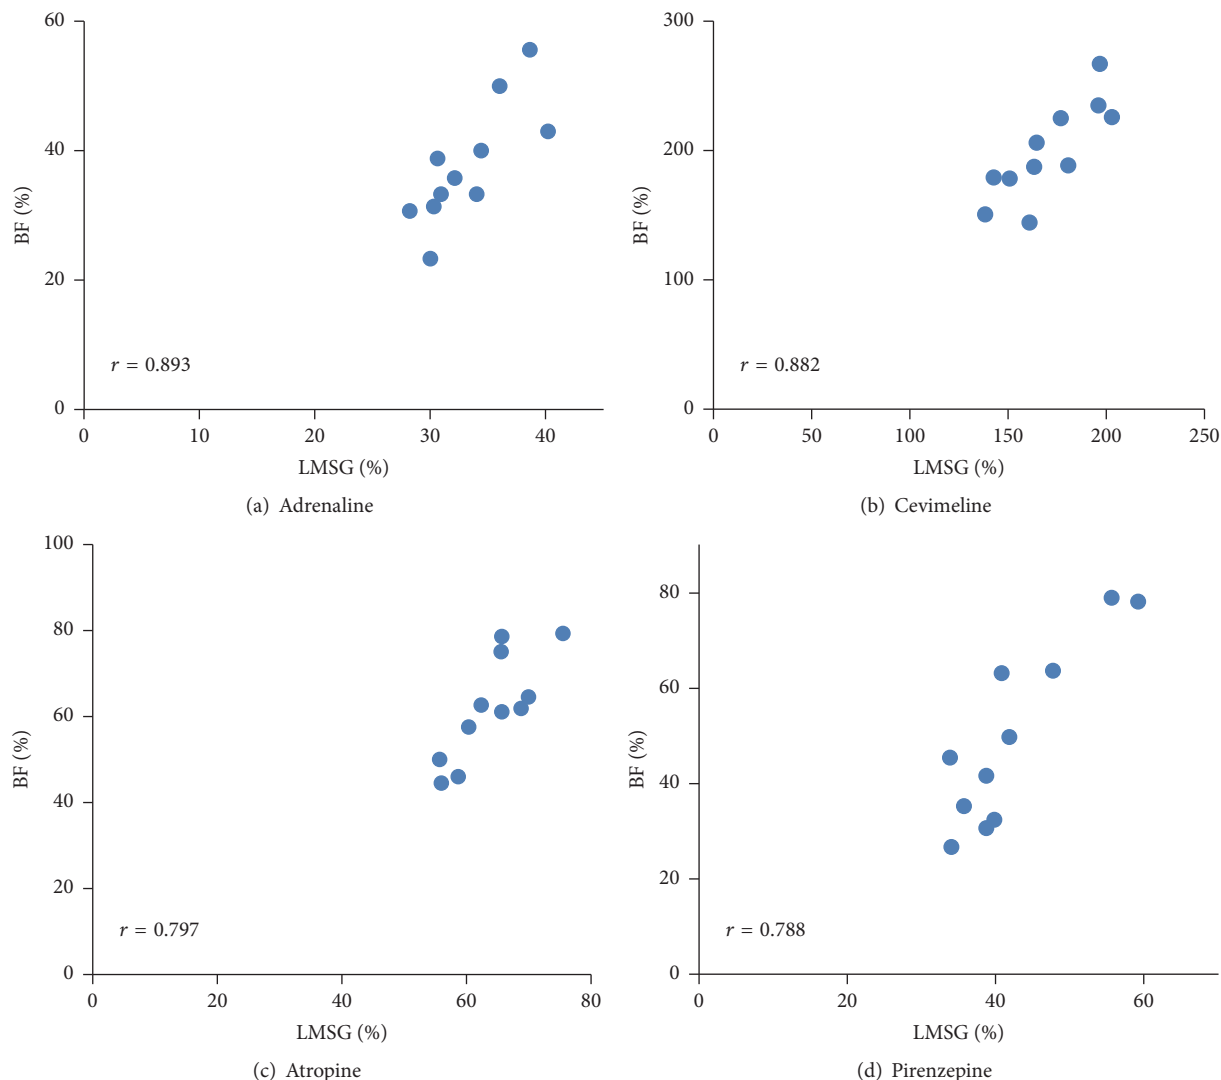 60
40
20
0
BF (%)
r = 0.893
0 10 20 30 40
LMSG (%)
(a) Adrenaline
300
200
100
0
BF (%)
r = 0.882
0 50 100 150 200 250
LMSG (%)
(b) Cevimeline
100
80
60
40
20
0
BF (%)
r = 0.797
0 20 40 60 80
LMSG (%)
(c) Atropine
80
60
40
20
0
BF (%)
r = 0.788
0 20 40 60
LMSG (%)
(d) Pirenzepine